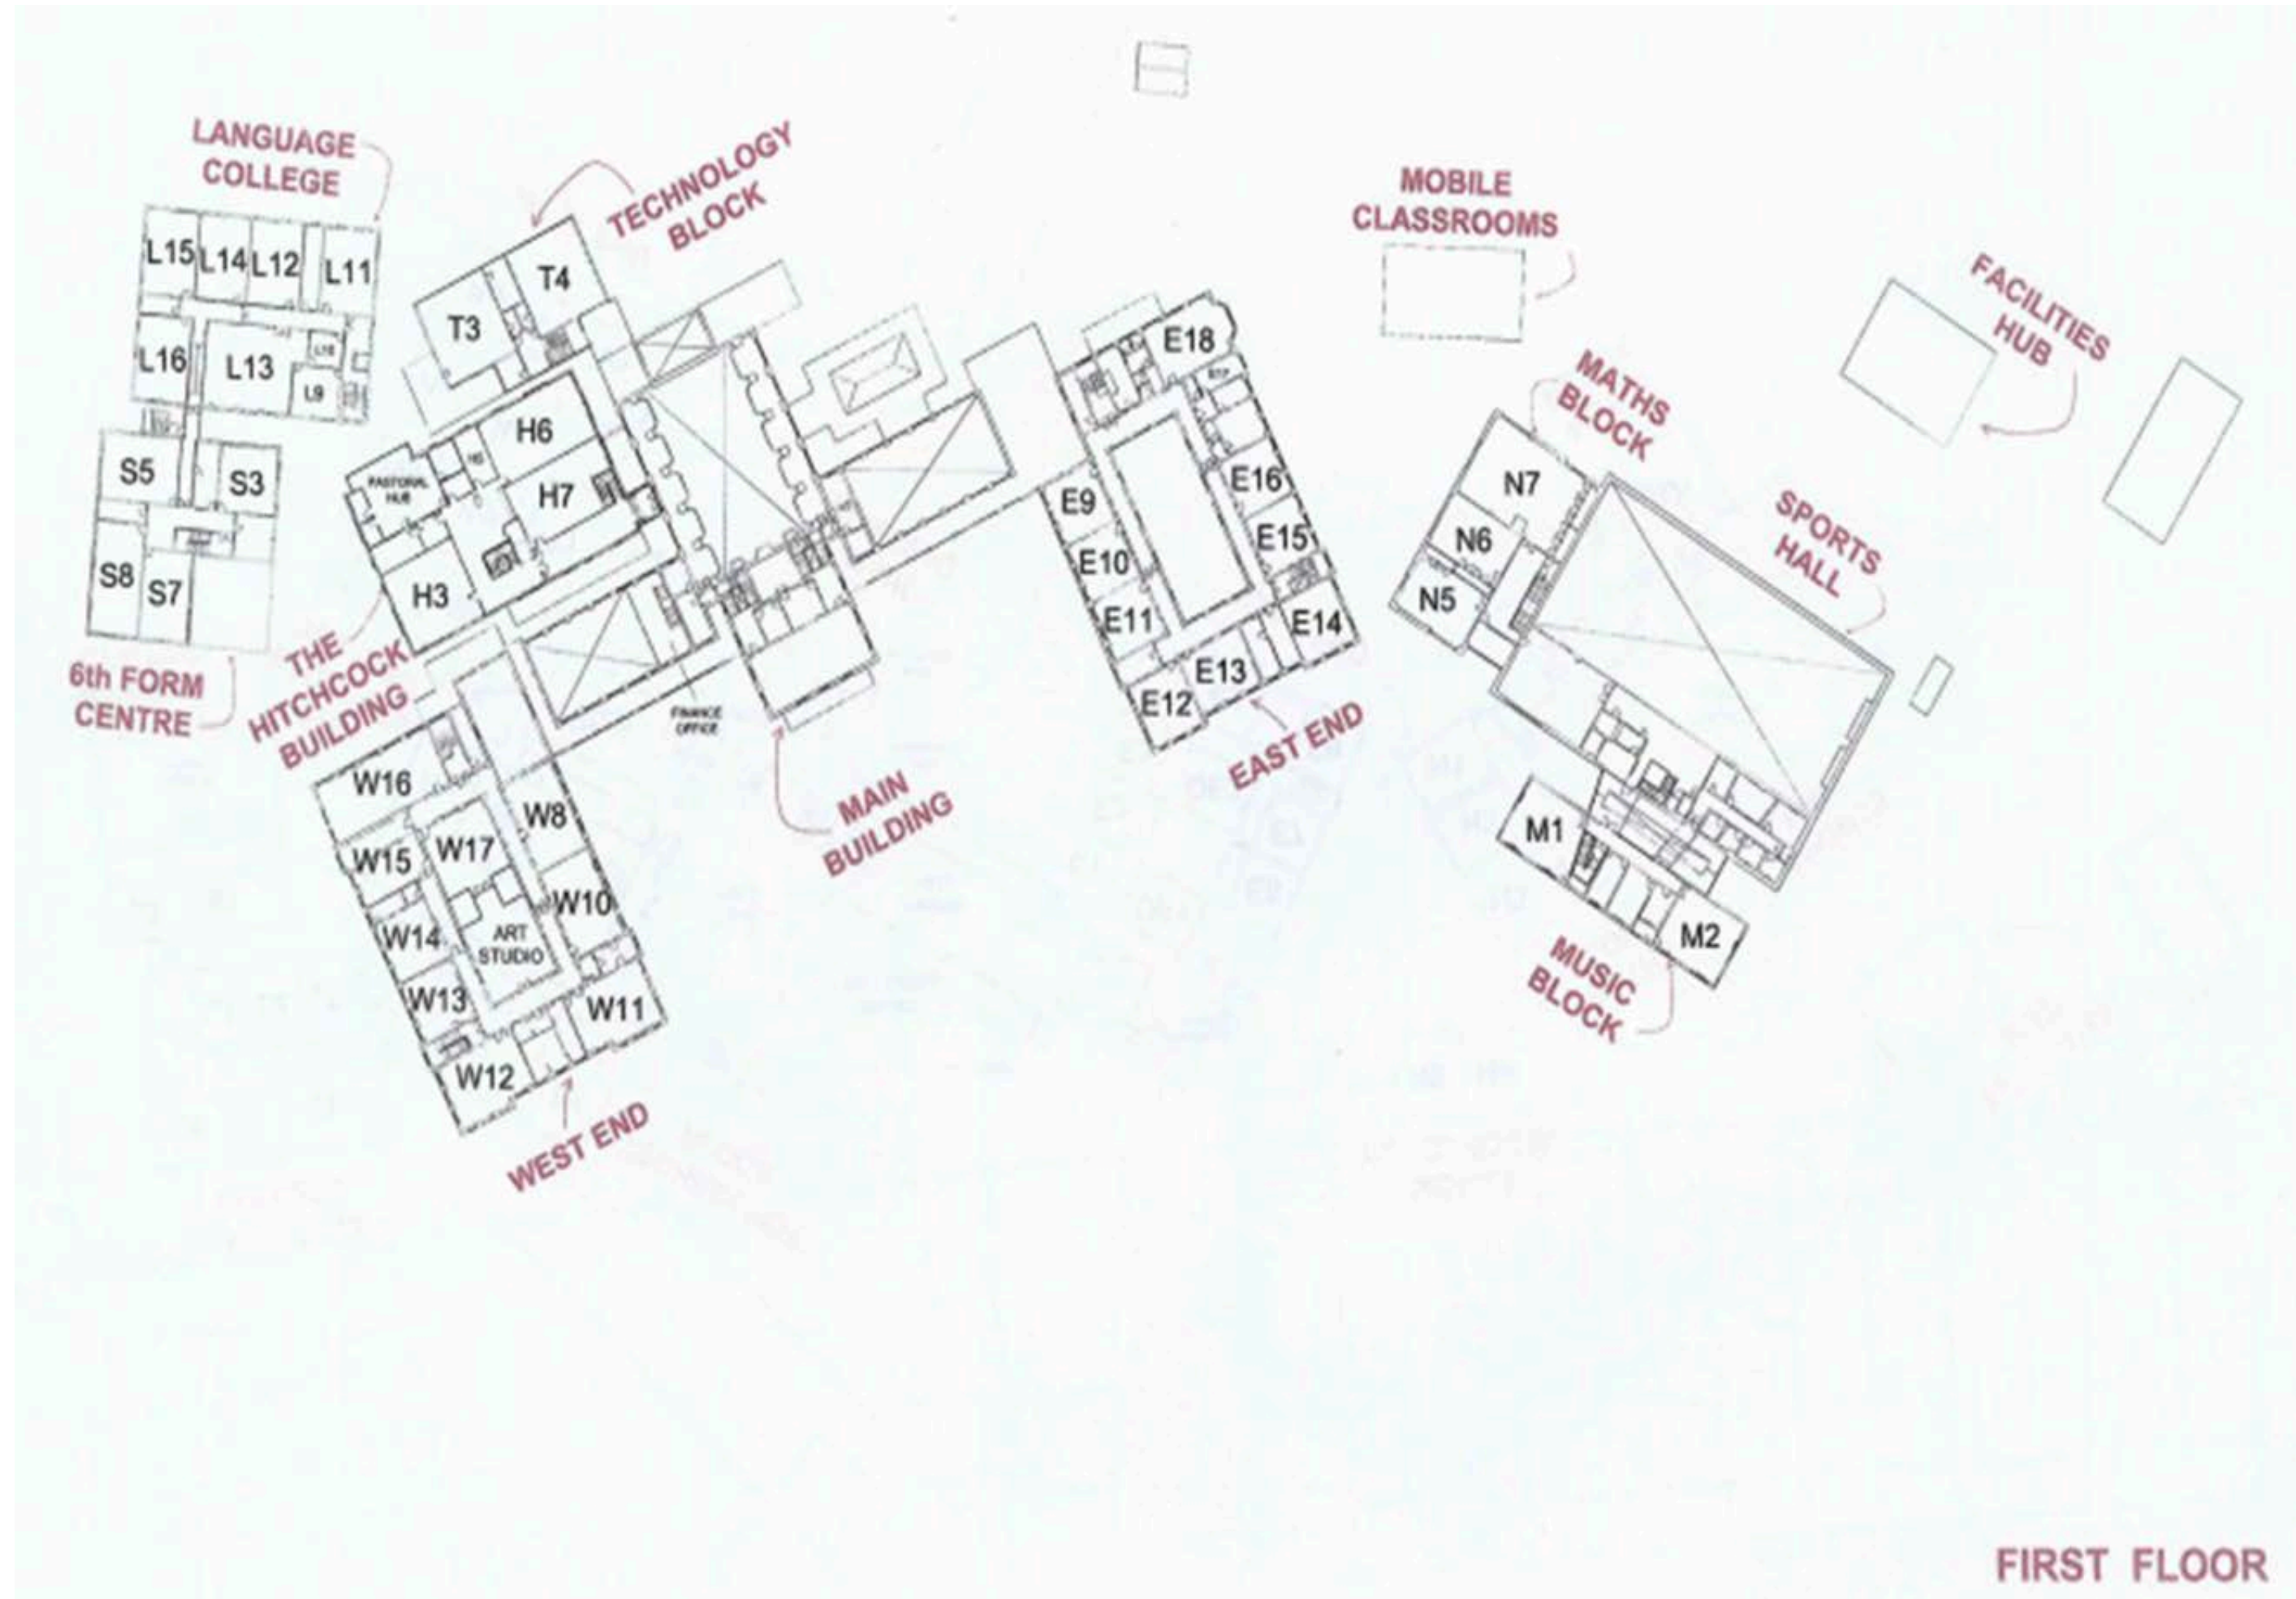 LANGUAGE
COLLEGE
TECHNOLOGY
BLOCK
MOBILE
CLASSROOMS
FACILITIES
HUB
L15
L14
L12
L11
L16
L13
L9
T4
T3
E18
MATHS
BLOCK
S5
S3
S8
S7
H6
H7
PASTORAL
HUB
H3
E9
E10
E11
E12
E13
E14
E15
E16
N7
N6
N5
SPORTS
HALL
6th FORM
CENTRE
THE
HITCHCOCK
BUILDING
FINANCE
OFFICE
MAIN
BUILDING
EAST END
W16
W8
W15
W17
W10
W14
ART
STUDIO
W13
W11
W12
WEST END
M1
M2
MUSIC
BLOCK
FIRST FLOOR